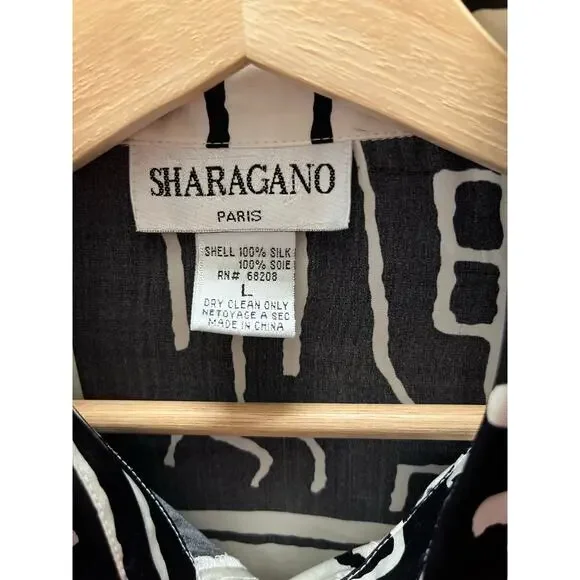 SHARAGANO
PARIS
SHELL 100% SILK
100% SOIE
RN# 68208
L
DRY CLEAN ONLY
NETOYAGE A SEC
MADE IN CHINA